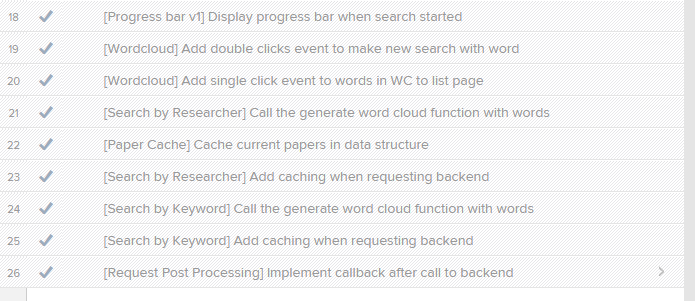 18 [Progress bar v1] Display progress bar when search started
19 [Wordcloud] Add double clicks event to make new search with word
20 [Wordcloud] Add single click event to words in WC to list page
21 [Search by Researcher] Call the generate word cloud function with words
22 [Paper Cache] Cache current papers in data structure
23 [Search by Researcher] Add caching when requesting backend
24 [Search by Keyword] Call the generate word cloud function with words
25 [Search by Keyword] Add caching when requesting backend
26 [Request Post Processing] Implement callback after call to backend